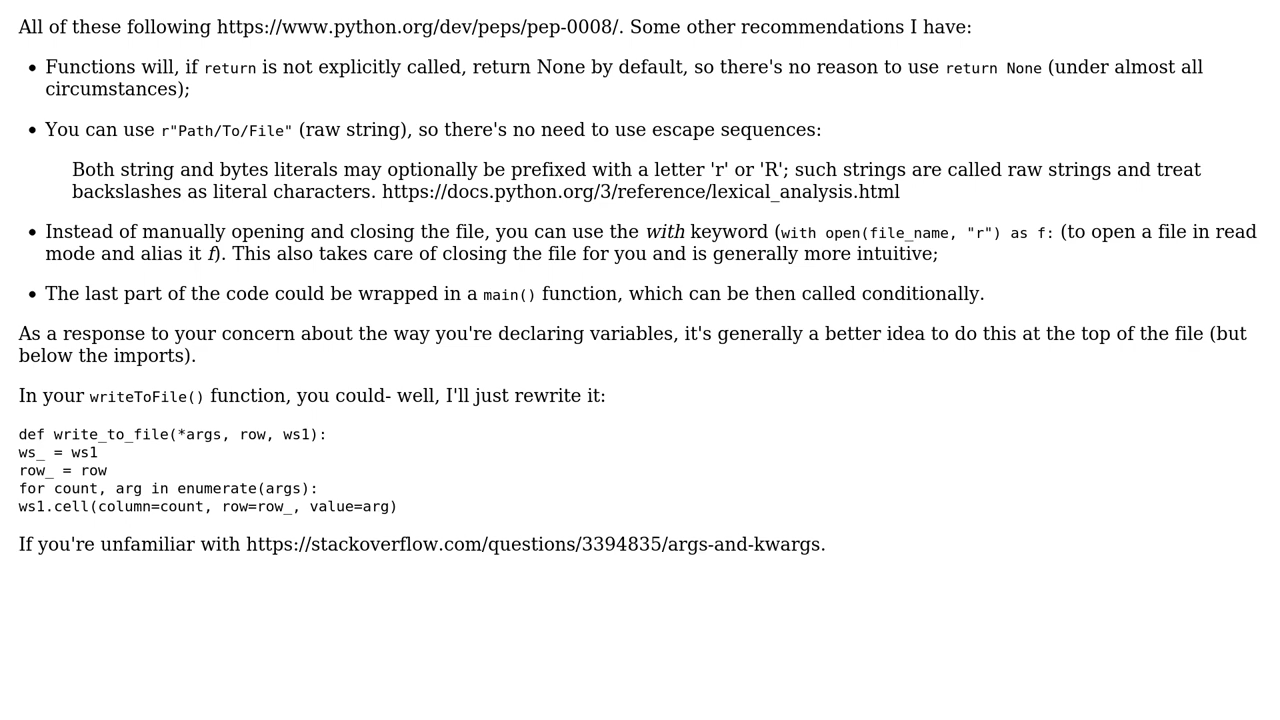 All of these following https://www.python.org/dev/peps/pep-0008/. Some other recommendations I have:
• Functions will, if return is not explicitly called, return None by default, so there's no reason to use return None (under almost all
circumstances);
• You can use r"Path/To/File" (raw string), so there's no need to use escape sequences:
Both string and bytes literals may optionally be prefixed with a letter 'r' or 'R'; such strings are called raw strings and treat
backslashes as literal characters. https://docs.python.org/3/reference/lexical_analysis.html
• Instead of manually opening and closing the file, you can use the with keyword (with open(file_name, "r") as f: (to open a file in read
mode and alias it f). This also takes care of closing the file for you and is generally more intuitive;
• The last part of the code could be wrapped in a main() function, which can be then called conditionally.
As a response to your concern about the way you're declaring variables, it's generally a better idea to do this at the top of the file (but
below the imports).
In your writeToFile() function, you could- well, I'll just rewrite it:
def write_to_file(*args, row, ws1):
ws_ = ws1
row_ = row
for count, arg in enumerate(args):
ws1.cell(column=count, row=row_, value=arg)
If you're unfamiliar with https://stackoverflow.com/questions/3394835/args-and-kwargs.